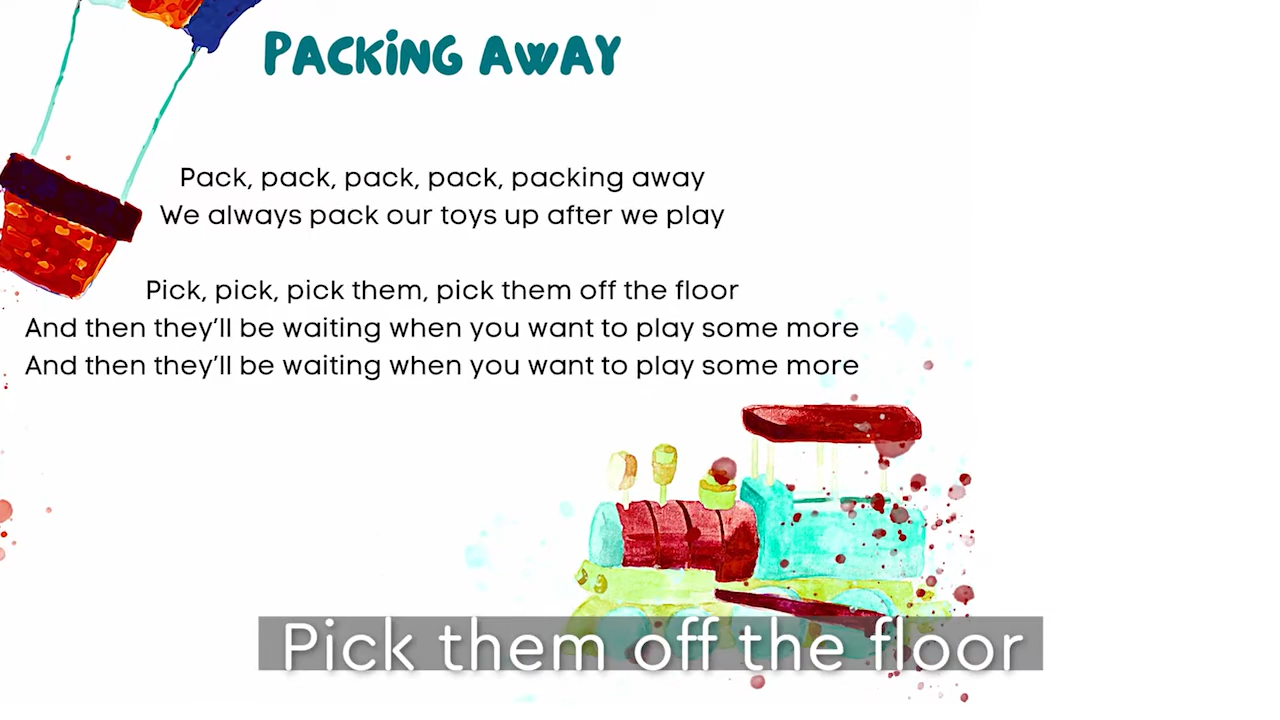 PACKING AWAY
Pack, pack, pack, pack, packing away
We always pack our toys up after we play
Pick, pick, pick them, pick them off the floor
And then they'll be waiting when you want to play some more
And then they'll be waiting when you want to play some more
Pick them off the floor